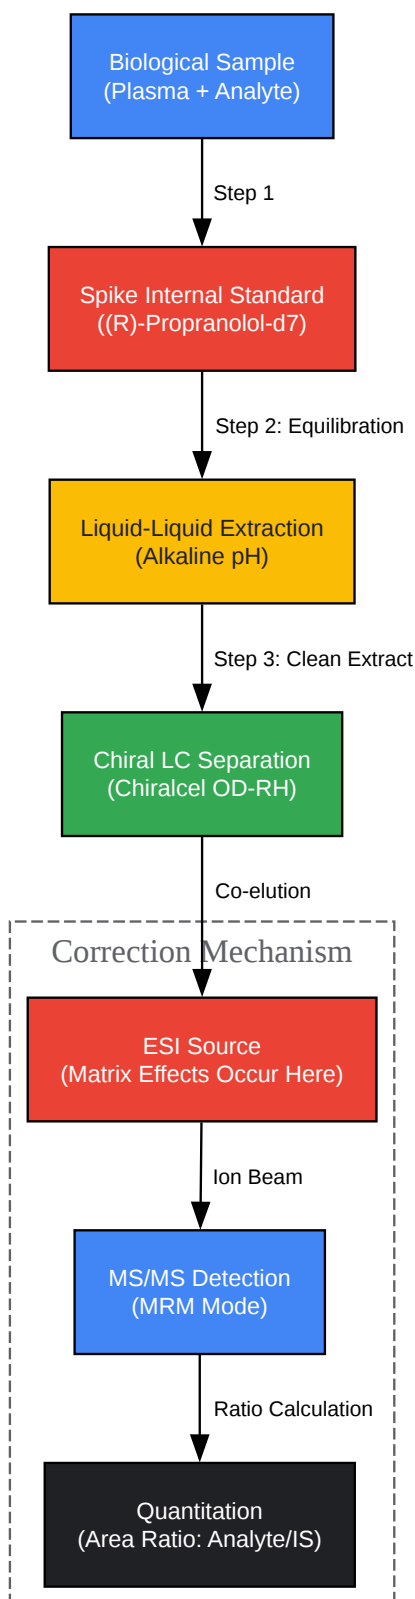 Biological Sample
(Plasma + Analyte)
Step 1
Spike Internal Standard
((R)-Propranolol-d7)
Step 2: Equilibration
Liquid-Liquid Extraction
(Alkaline pH)
Step 3: Clean Extract
Chiral LC Separation
(Chiralcel OD-RH)
Co-elution
Correction Mechanism
ESI Source
(Matrix Effects Occur Here)
Ion Beam
MS/MS Detection
(MRM Mode)
Ratio Calculation
Quantitation
(Area Ratio: Analyte/IS)